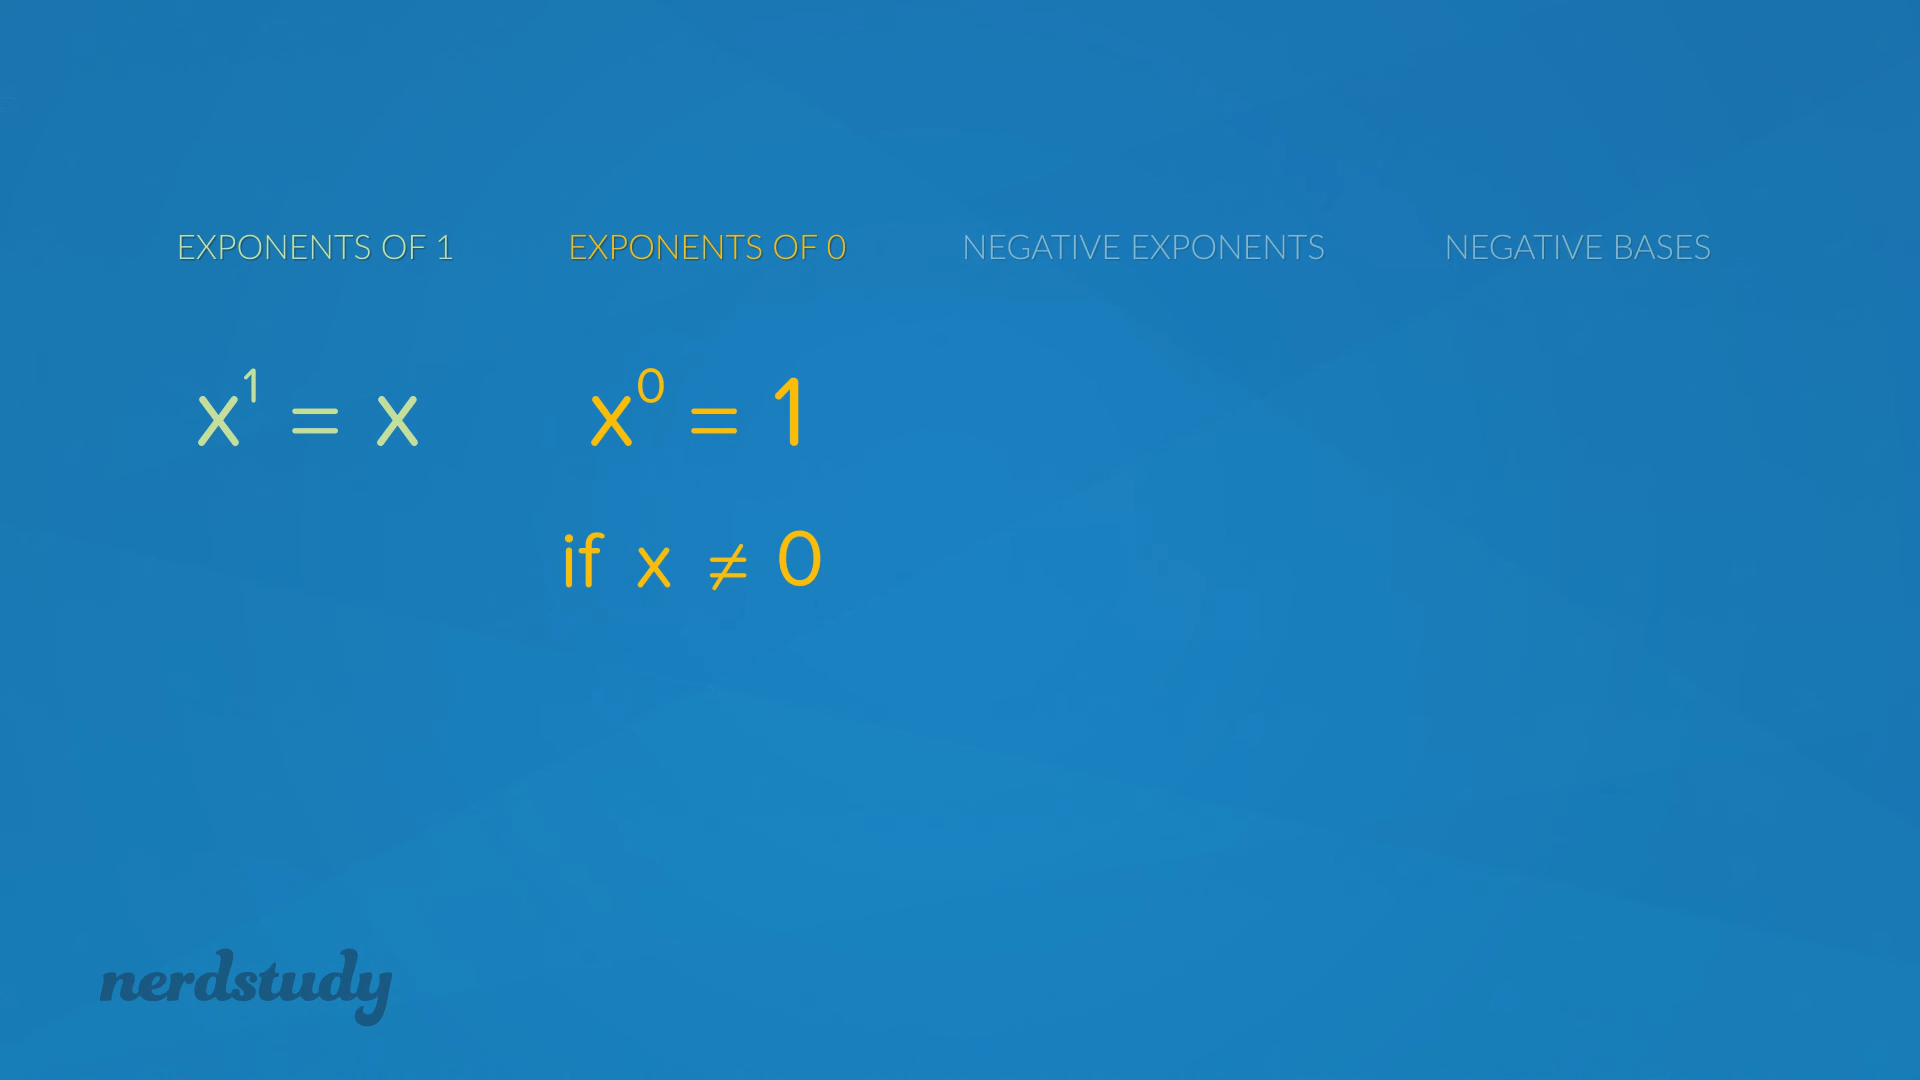 EXPONENTS OF 1 EXPONENTS OF 0 NEGATIVE EXPONENTS NEGATIVE BASES
x¹ = x x⁰ = 1
if x ≠ 0
nerdstudy